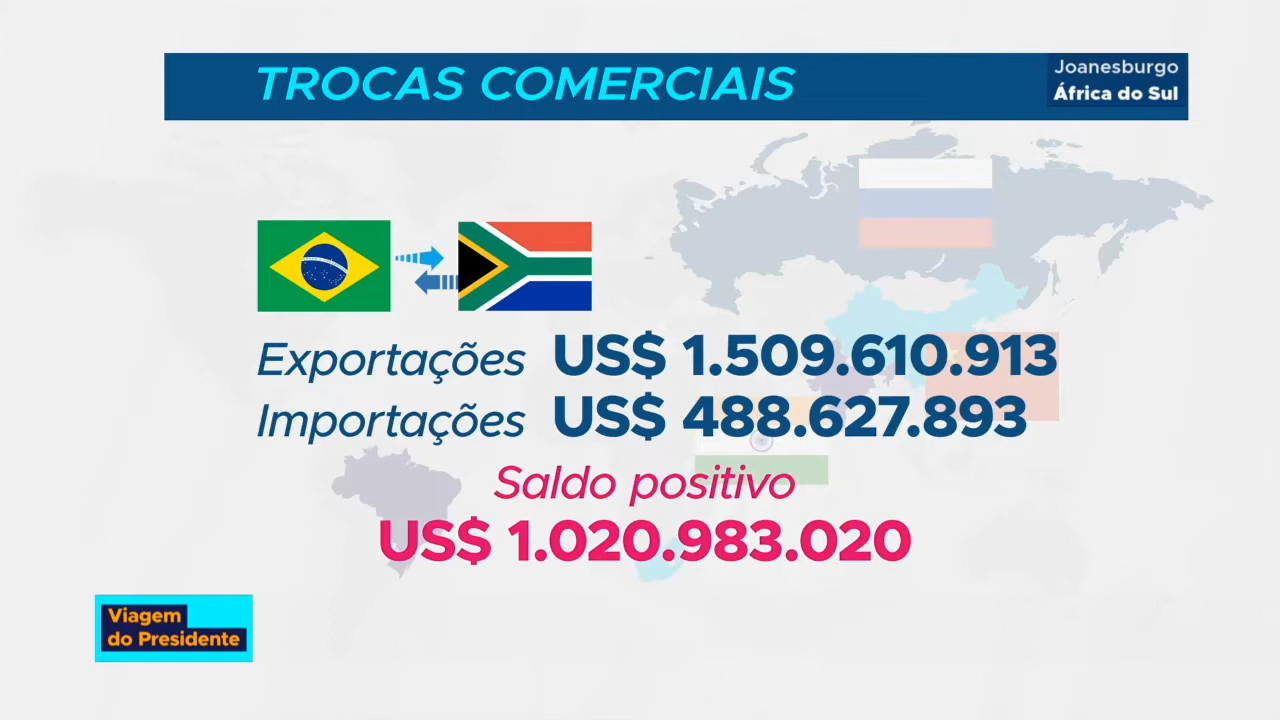 TROCAS COMERCIAIS
Joanesburgo
África do Sul
Exportações US$ 1.509.610.913
Importações US$ 488.627.893
Saldo positivo
US$ 1.020.983.020
Viagem
do Presidente